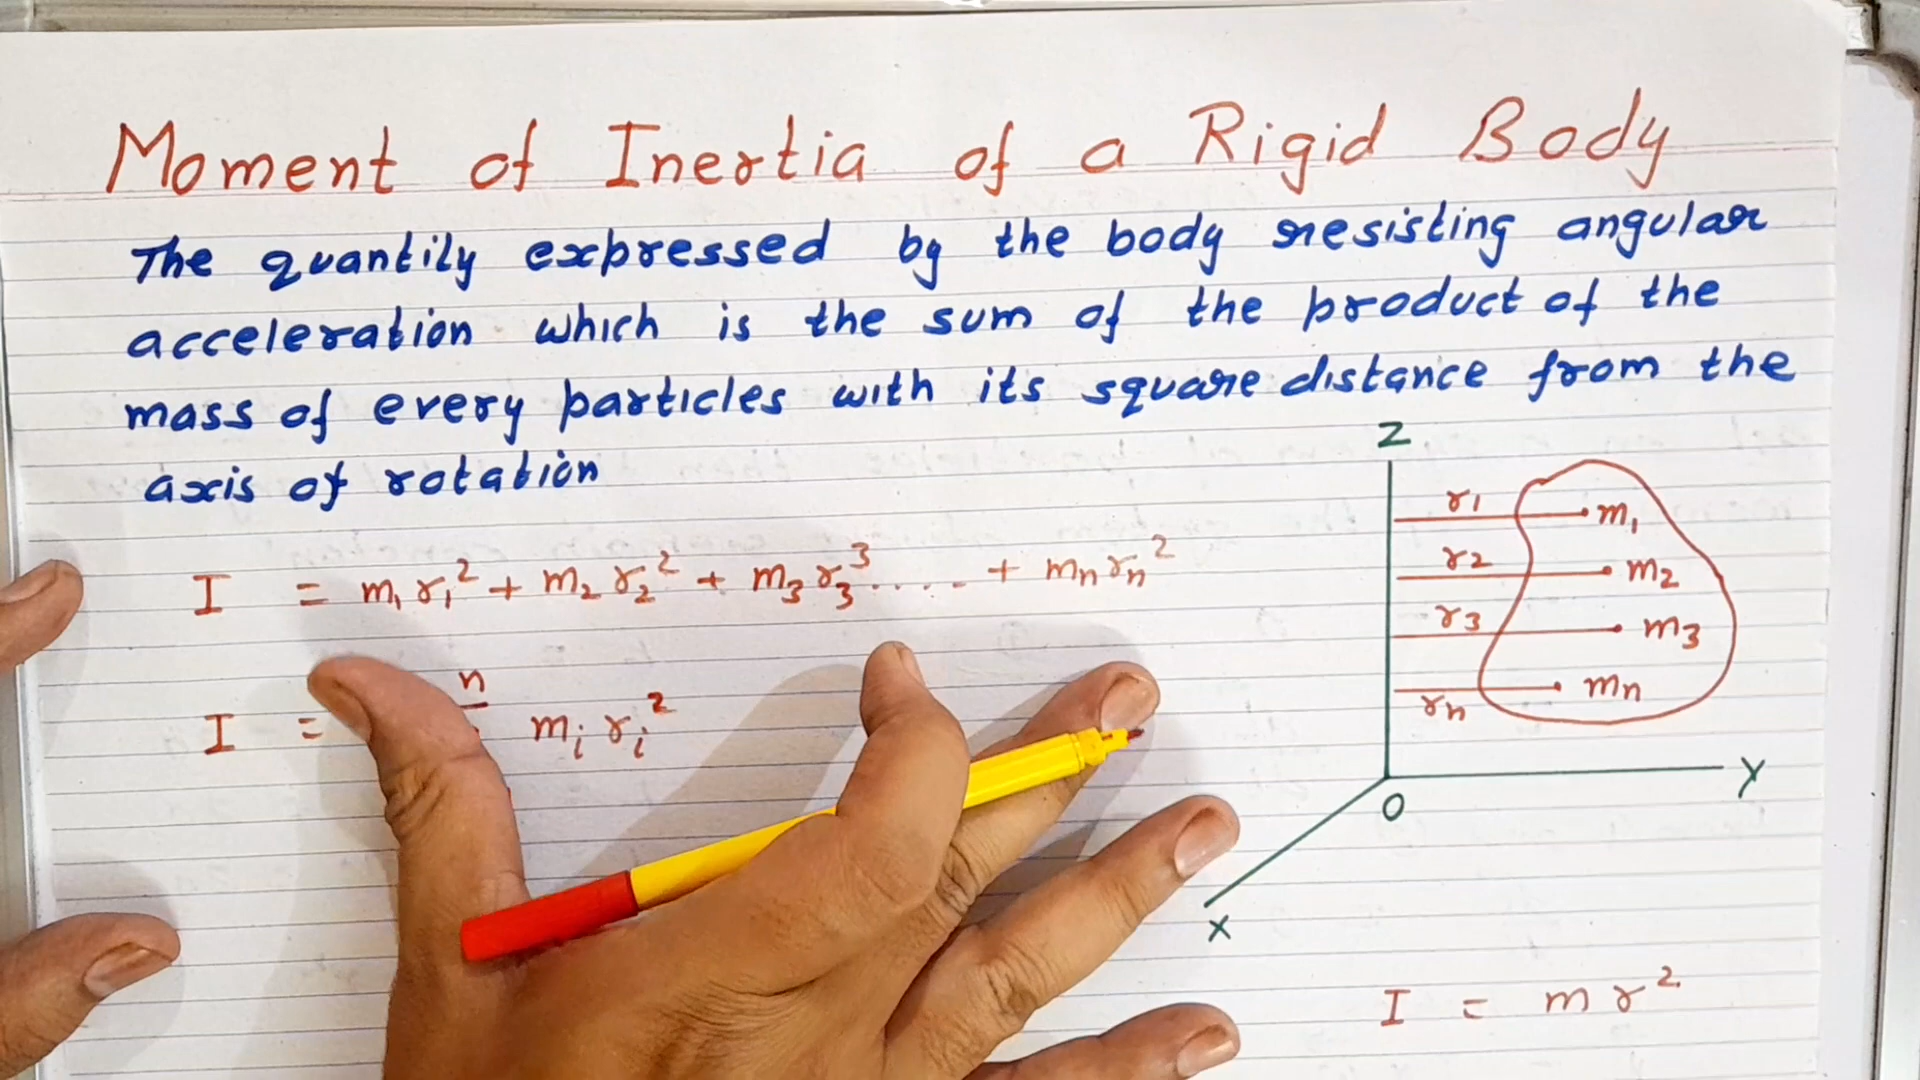 Moment of Inertia of a Rigid Body
The quantity expressed by the body resisting angular
acceleration which is the sum of the product of the
mass of every particles with its square distance from the
axis of rotation
Z
r1 m₁
r2 m2
r3 m3
rn mn
I = m₁r₁² + m₂r₂² + m₃r₃³..... + mₙrₙ²
I = n mᵢrᵢ²
Y
O
X
I = mr²